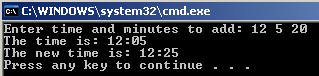 C:\WINDOWS\system32\cmd.exe
Enter time and minutes to add: 12 5 20
The time is: 12:05
The new time is: 12:25
Press any key to continue . . .